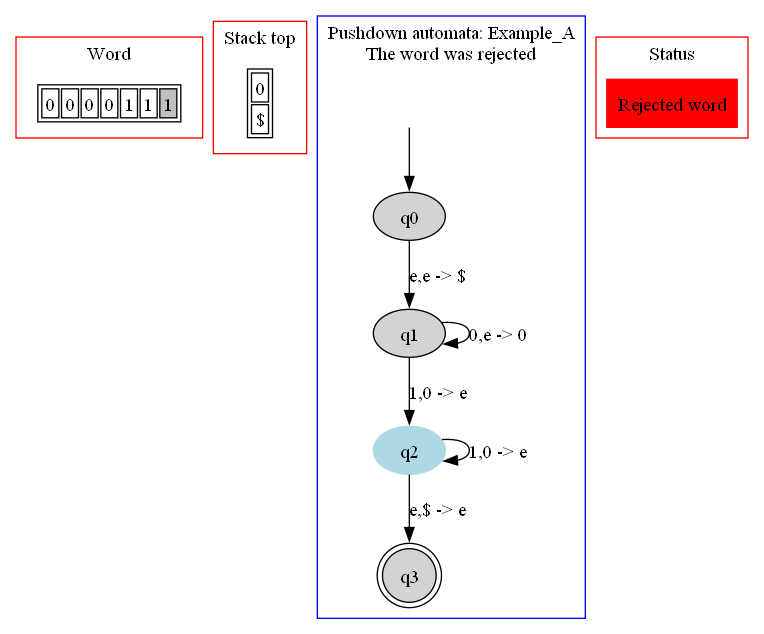 Word
0 0 0 0 1 1 1
Stack top
0
$
Pushdown automata: Example_A
The word was rejected
q0
e,e -> $
q1
0,e -> 0
1,0 -> e
q2
1,0 -> e
e,$ -> e
q3
Status
Rejected word